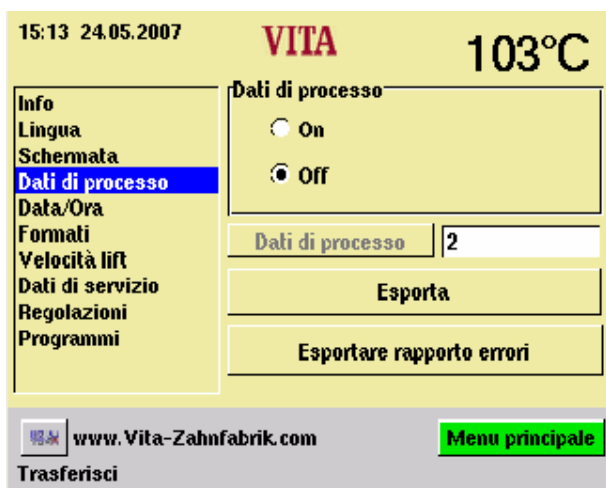 15:13 24.05.2007
VITA
103°C
Info
Lingua
Schermata
Dati di processo
Data/Ora
Formati
Velocità lift
Dati di servizio
Regolazioni
Programmi
Dati di processo
On
Off
Dati di processo
2
Esporta
Esportare rapporto errori
www.Vita-Zahnfabrik.com
Menu principale
Trasferisci